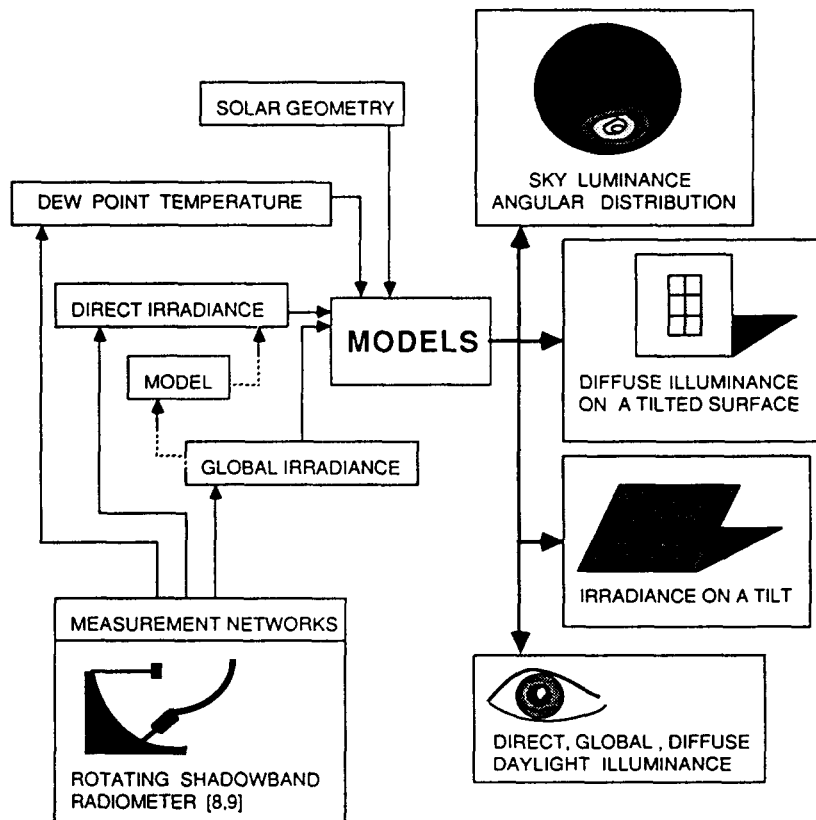 SOLAR GEOMETRY
DEW POINT TEMPERATURE
DIRECT IRRADIANCE
MODEL
GLOBAL IRRADIANCE
MODELS
MEASUREMENT NETWORKS
ROTATING SHADOWBAND
RADIOMETER [8,9]
SKY LUMINANCE
ANGULAR DISTRIBUTION
DIFFUSE ILLUMINANCE
ON A TILTED SURFACE
IRRADIANCE ON A TILT
DIRECT, GLOBAL, DIFFUSE
DAYLIGHT ILLUMINANCE